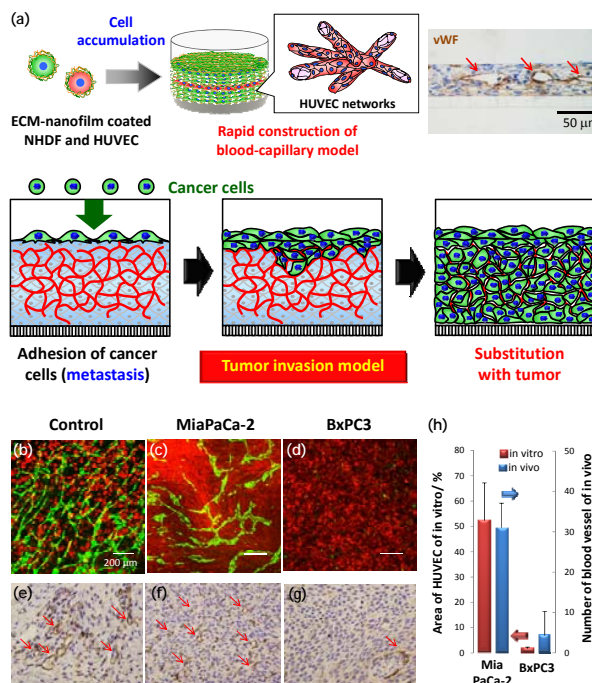 (a)
Cell
accumulation
ECM-nanofilm coated
NHDF and HUVEC
HUVEC networks
Rapid construction of
blood-capillary model
vWF
50 μm
Cancer cells
Adhesion of cancer
cells (metastasis)
Tumor invasion model
Substitution
with tumor
Control
MiaPaCa-2
BxPC3
(b)
(c)
(d)
200 μm
(e)
(f)
(g)
(h)
in vitro
in vivo
Area of HUVEC of in vitro/ %
80
70
60
50
40
30
20
10
0
50
40
30
20
10
0
Number of blood vessel of in vivo
Mia
PaCa-2
BxPC3